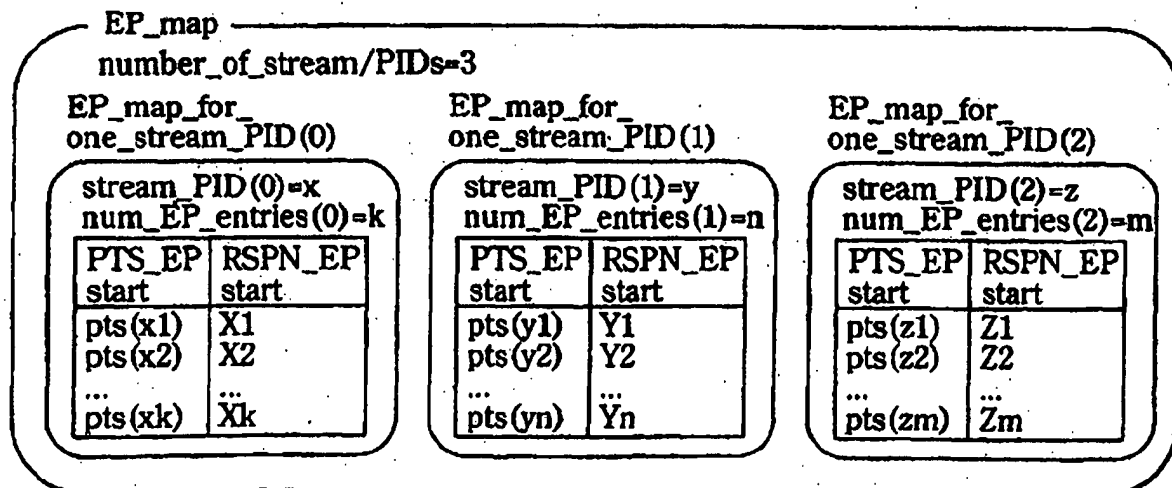 EP_map
number_of_stream/PIDs=3
EP_map_for_
one_stream_PID(0)
stream_PID(0)=x
num_EP_entries(0)=k
PTS_EP RSPN_EP
start start
pts(x1) X1
pts(x2) X2
... ...
pts(xk) Xk
EP_map_for_
one_stream_PID(1)
stream_PID(1)=y
num_EP_entries(1)=n
PTS_EP RSPN_EP
start start
pts(y1) Y1
pts(y2) Y2
... ...
pts(yn) Yn
EP_map_for_
one_stream_PID(2)
stream_PID(2)=z
num_EP_entries(2)=m
PTS_EP RSPN_EP
start start
pts(z1) Z1
pts(z2) Z2
... ...
pts(zm) Zm